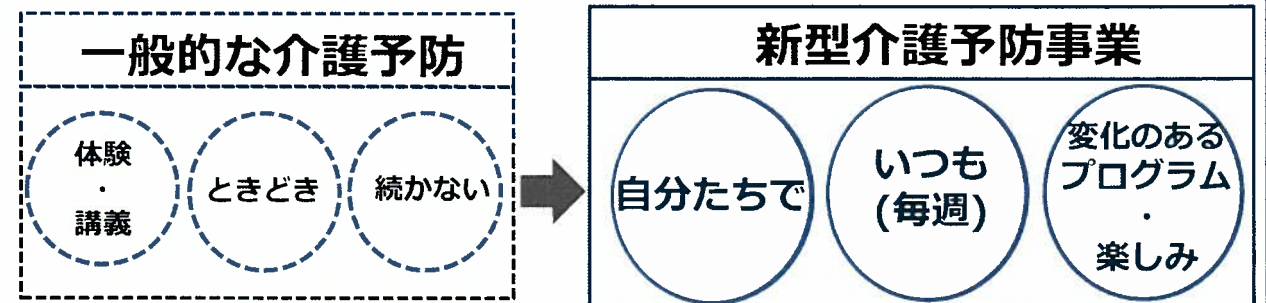 一般的な介護予防
体験
・
講義
ときどき
続かない
新型介護予防事業
自分たちで
いつも
(毎週)
変化のある
プログラム
・
楽しみ